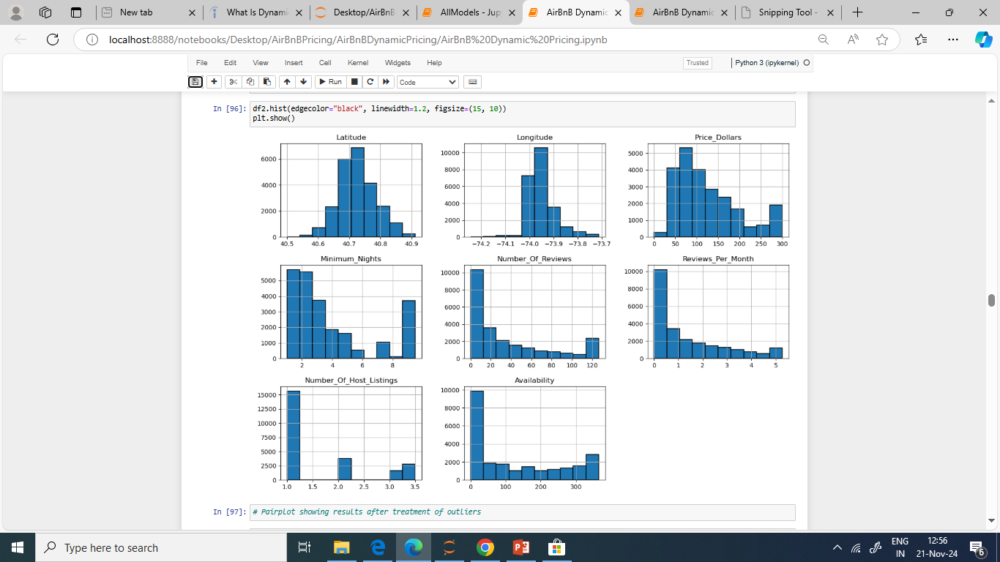 New tab
What Is Dynami
Desktop/AirBnB
AllModels - Jup
AirBnB Dynamic
AirBnB Dynamic
Snipping Tool -
localhost:8888/notebooks/Desktop/AirBnBPricing/AirBnBDynamicPricing/AirBnB%20Dynamic%20Pricing.ipynb
File Edit View Insert Cell Kernel Widgets Help Trusted Python 3 (ipykernel)
Run Code
In [96]: df2.hist(edgecolor="black", linewidth=1.2, figsize=(15, 10))
plt.show()
Latitude Longitude Price_Dollars
6000
4000
2000
0
40.5 40.6 40.7 40.8 40.9
10000
8000
6000
4000
2000
0
−74.2 −74.1 −74.0 −73.9 −73.8 −73.7
5000
4000
3000
2000
1000
0
0 50 100 150 200 250 300
Minimum_Nights Number_Of_Reviews Reviews_Per_Month
5000
4000
3000
2000
1000
0
2 4 6 8
10000
8000
6000
4000
2000
0
0 20 40 60 80 100 120
10000
8000
6000
4000
2000
0
0 1 2 3 4 5
Number_Of_Host_Listings Availability
15000
12500
10000
7500
5000
2500
0
1.0 1.5 2.0 2.5 3.0 3.5
10000
8000
6000
4000
2000
0
0 100 200 300
In [97]: # Pairplot showing results after treatment of outliers
Type here to search
ENG
IN
12:56
21-Nov-24
6